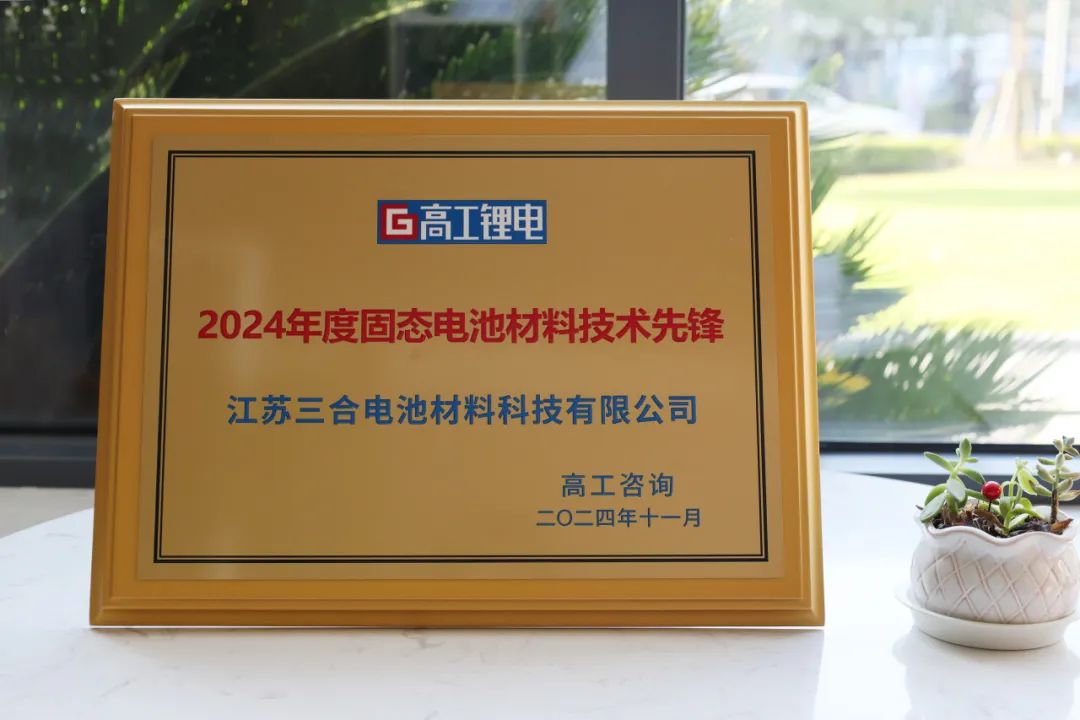 G高工锂电
2024年度固态电池材料技术先锋
江苏三合电池材料科技有限公司
高工咨询
二〇二四年十一月